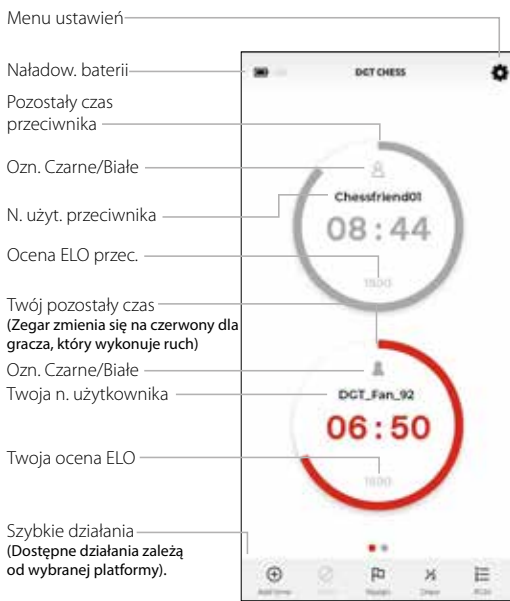 Menu ustawień
Naładow. baterii
DGT CHESS
Pozostały czas
przeciwnika
Ozn. Czarne/Białe
Chessfriend01
N. użyt. przeciwnika
08:44
Ocena ELO przec.
1500
Twój pozostały czas
(Zegar zmienia się na czerwony dla
gracza, który wykonuje ruch)
Ozn. Czarne/Białe
Twoja n. użytkownika
DGT_Fan_92
06:50
Twoja ocena ELO
1500
Szybkie działania
(Dostępne działania zależą
od wybranej platformy).
Add time
Resign
Draw
PGN